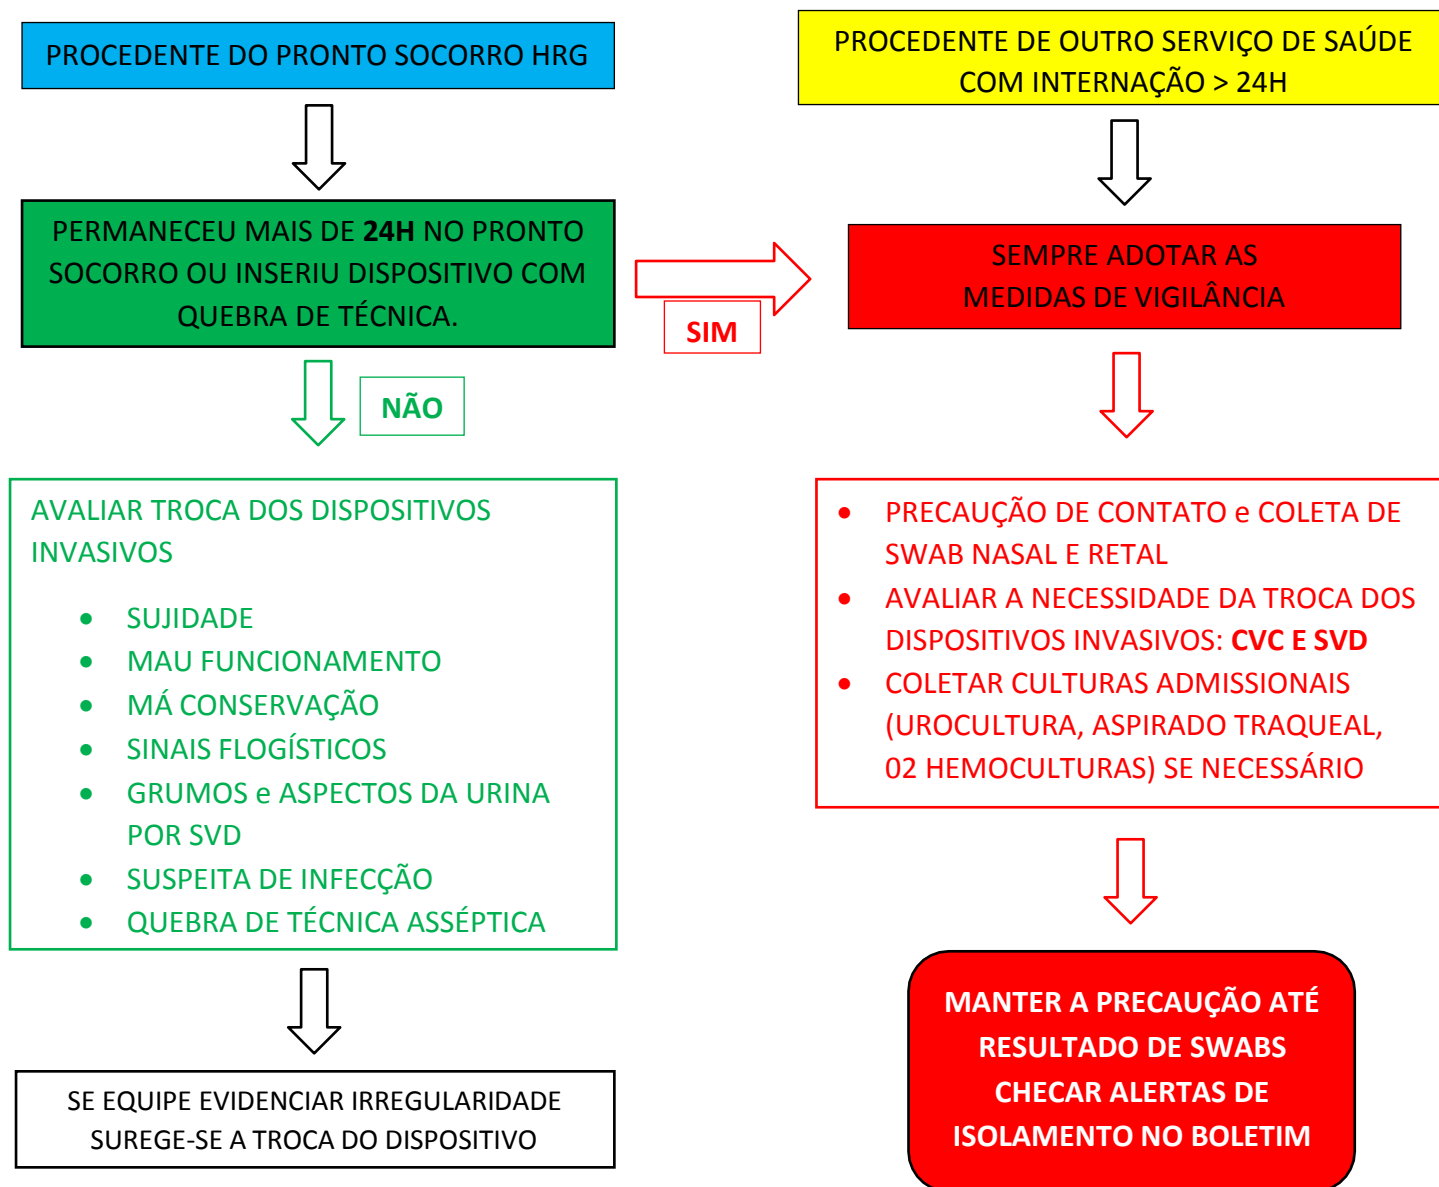 PROCEDENTE DO PRONTO SOCORRO HRG
PROCEDENTE DE OUTRO SERVIÇO DE SAÚDE
COM INTERNAÇÃO > 24H
PERMANECEU MAIS DE 24H NO PRONTO
SOCORRO OU INSERIU DISPOSITIVO COM
QUEBRA DE TÉCNICA.
SIM
SEMPRE ADOTAR AS
MEDIDAS DE VIGILÂNCIA
NÃO
AVALIAR TROCA DOS DISPOSITIVOS
INVASIVOS
• SUJIDADE
• MAU FUNCIONAMENTO
• MÁ CONSERVAÇÃO
• SINAIS FLOGÍSTICOS
• GRUMOS e ASPECTOS DA URINA
POR SVD
• SUSPEITA DE INFECÇÃO
• QUEBRA DE TÉCNICA ASSÉPTICA
• PRECAUÇÃO DE CONTATO e COLETA DE
SWAB NASAL E RETAL
• AVALIAR A NECESSIDADE DA TROCA DOS
DISPOSITIVOS INVASIVOS: CVC E SVD
• COLETAR CULTURAS ADMISSIONAIS
(UROCULTURA, ASPIRADO TRAQUEAL,
02 HEMOCULTURAS) SE NECESSÁRIO
SE EQUIPE EVIDENCIAR IRREGULARIDADE
SUREGE-SE A TROCA DO DISPOSITIVO
MANTER A PRECAUÇÃO ATÉ
RESULTADO DE SWABS
CHECAR ALERTAS DE
ISOLAMENTO NO BOLETIM